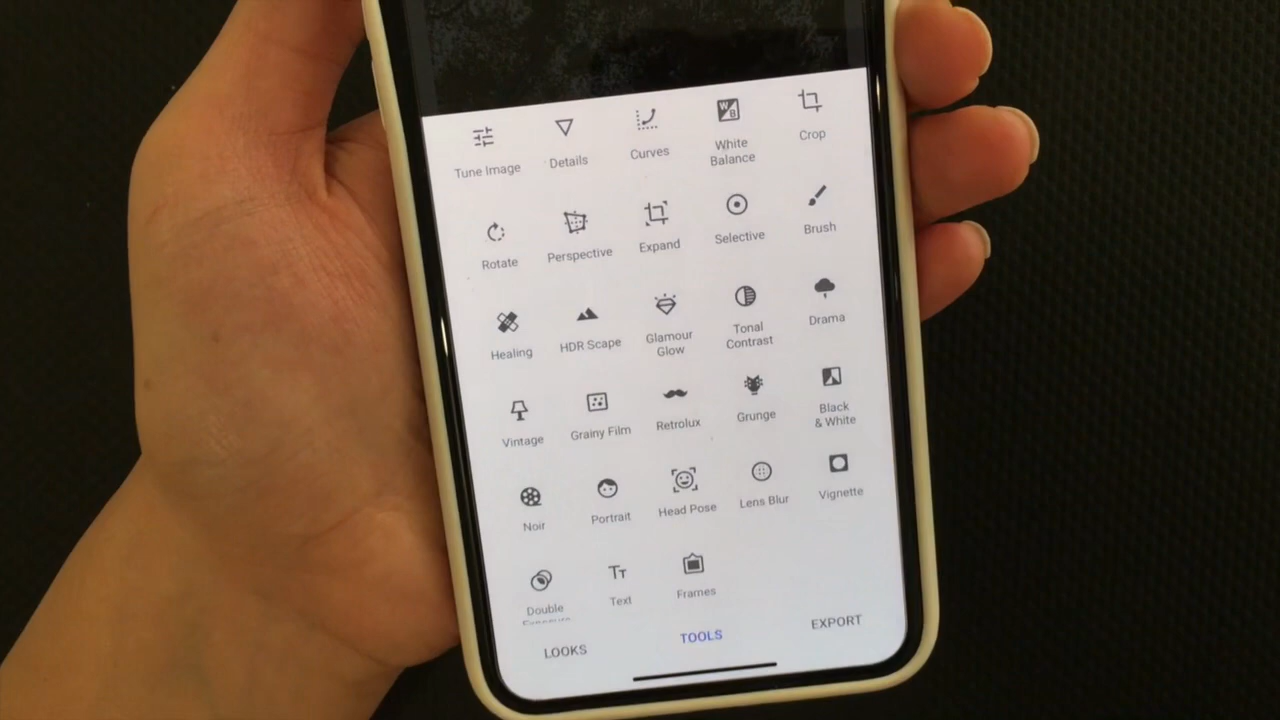 Tune Image
Details
Curves
White
Balance
Crop
Rotate
Perspective
Expand
Selective
Brush
Healing
HDR Scape
Glamour
Glow
Tonal
Contrast
Drama
Vintage
Grainy Film
Retrolux
Grunge
Black
& White
Noir
Portrait
Head Pose
Lens Blur
Vignette
Double
Text
Frames
LOOKS
TOOLS
EXPORT